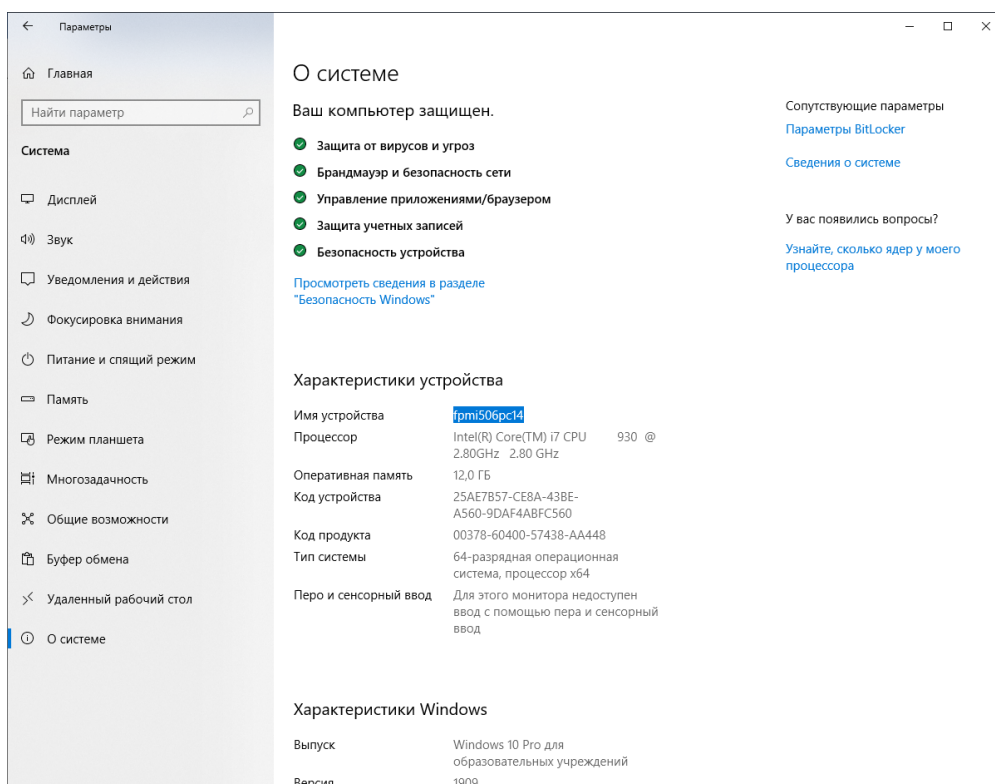 Параметры
Главная
Найти параметр
Система
Дисплей
Звук
Уведомления и действия
Фокусировка внимания
Питание и спящий режим
Память
Режим планшета
Многозадачность
Общие возможности
Буфер обмена
Удаленный рабочий стол
О системе
О системе
Ваш компьютер защищен.
Защита от вирусов и угроз
Брандмауэр и безопасность сети
Управление приложениями/браузером
Защита учетных записей
Безопасность устройства
Просмотреть сведения в разделе
"Безопасность Windows"
Характеристики устройства
Имя устройства fpmi506pc14
Процессор Intel(R) Core(TM) i7 CPU 930 @
2.80GHz 2.80 GHz
Оперативная память 12,0 ГБ
Код устройства 25AE7B57-CE8A-43BE-
A560-9DAF4ABFC560
Код продукта 00378-60400-57438-AA448
Тип системы 64-разрядная операционная
система, процессор x64
Перо и сенсорный ввод Для этого монитора недоступен
ввод с помощью пера и сенсорный
ввод
Характеристики Windows
Выпуск Windows 10 Pro для
образовательных учреждений
Версия 1909
Сопутствующие параметры
Параметры BitLocker
Сведения о системе
У вас появились вопросы?
Узнайте, сколько ядер у моего
процессора